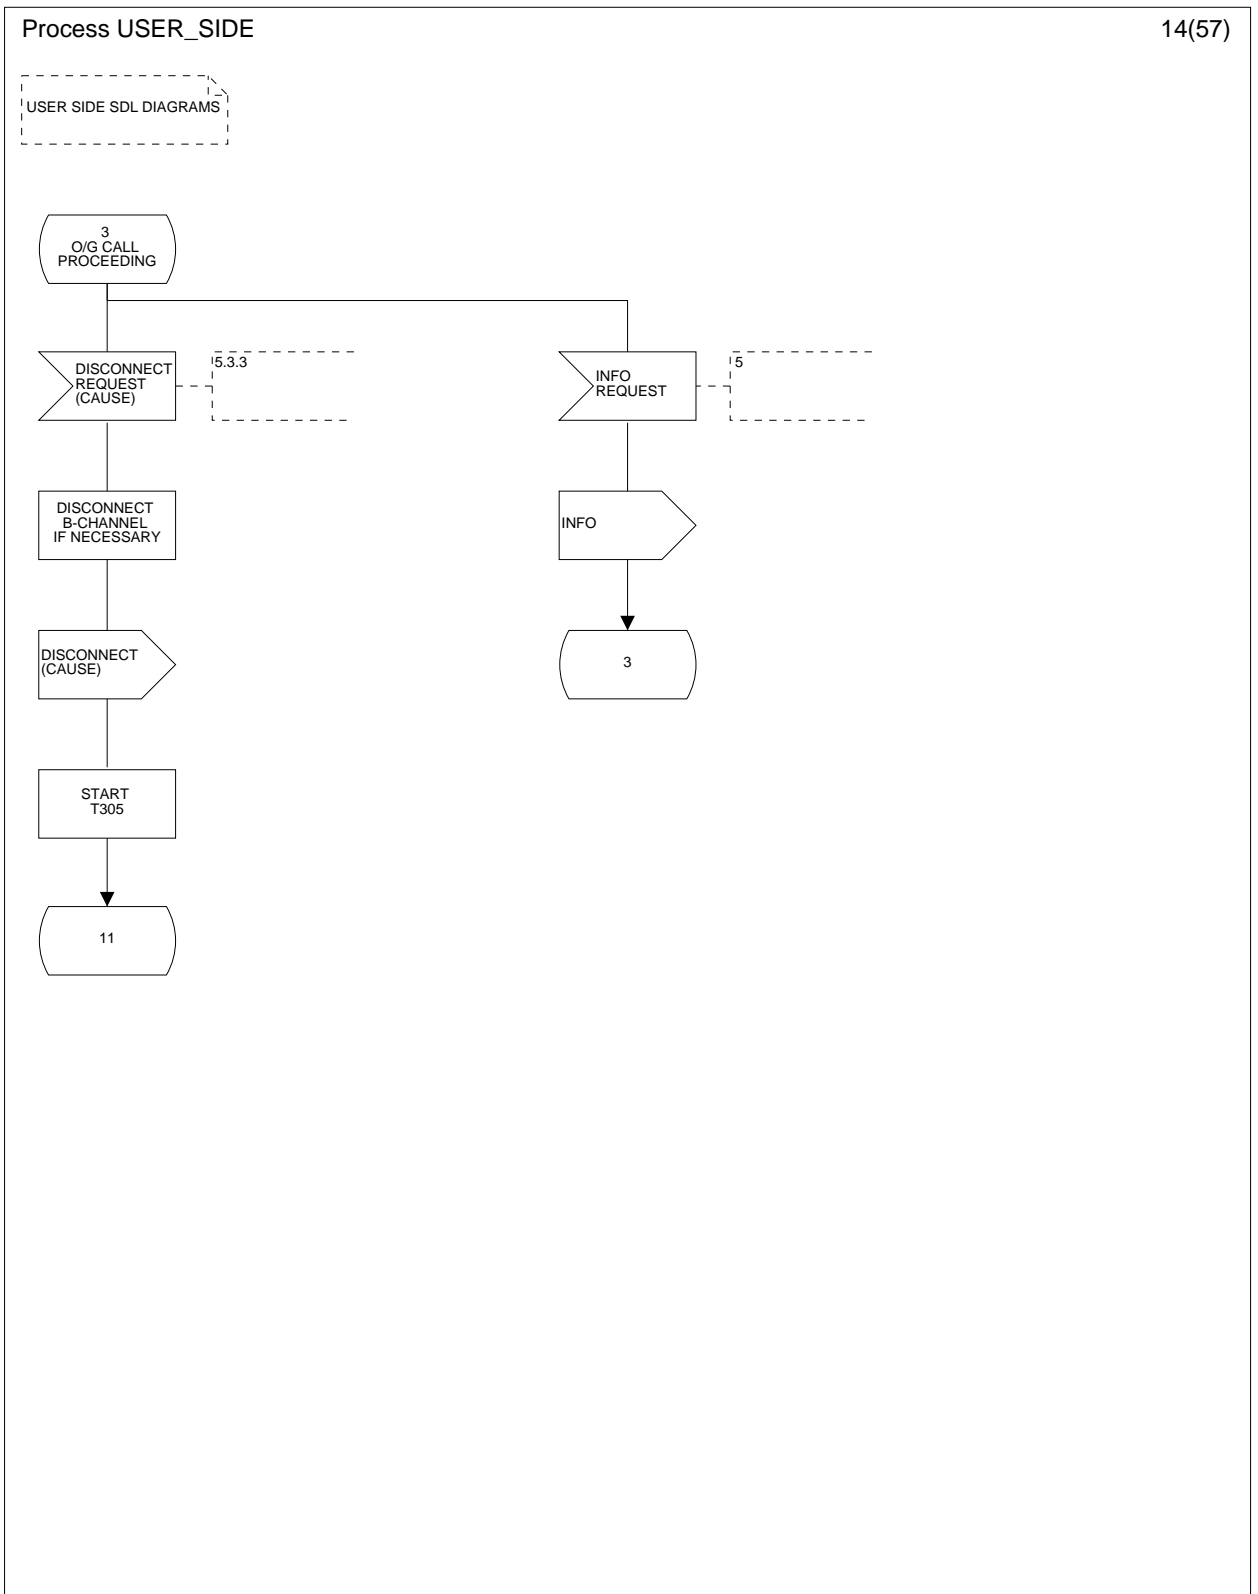 Process USER_SIDE
14(57)
USER SIDE SDL DIAGRAMS
3
O/G CALL
PROCEEDING
DISCONNECT
REQUEST
(CAUSE)
5.3.3
INFO
REQUEST
5
DISCONNECT
B-CHANNEL
IF NECESSARY
INFO
DISCONNECT
(CAUSE)
3
START
T305
11